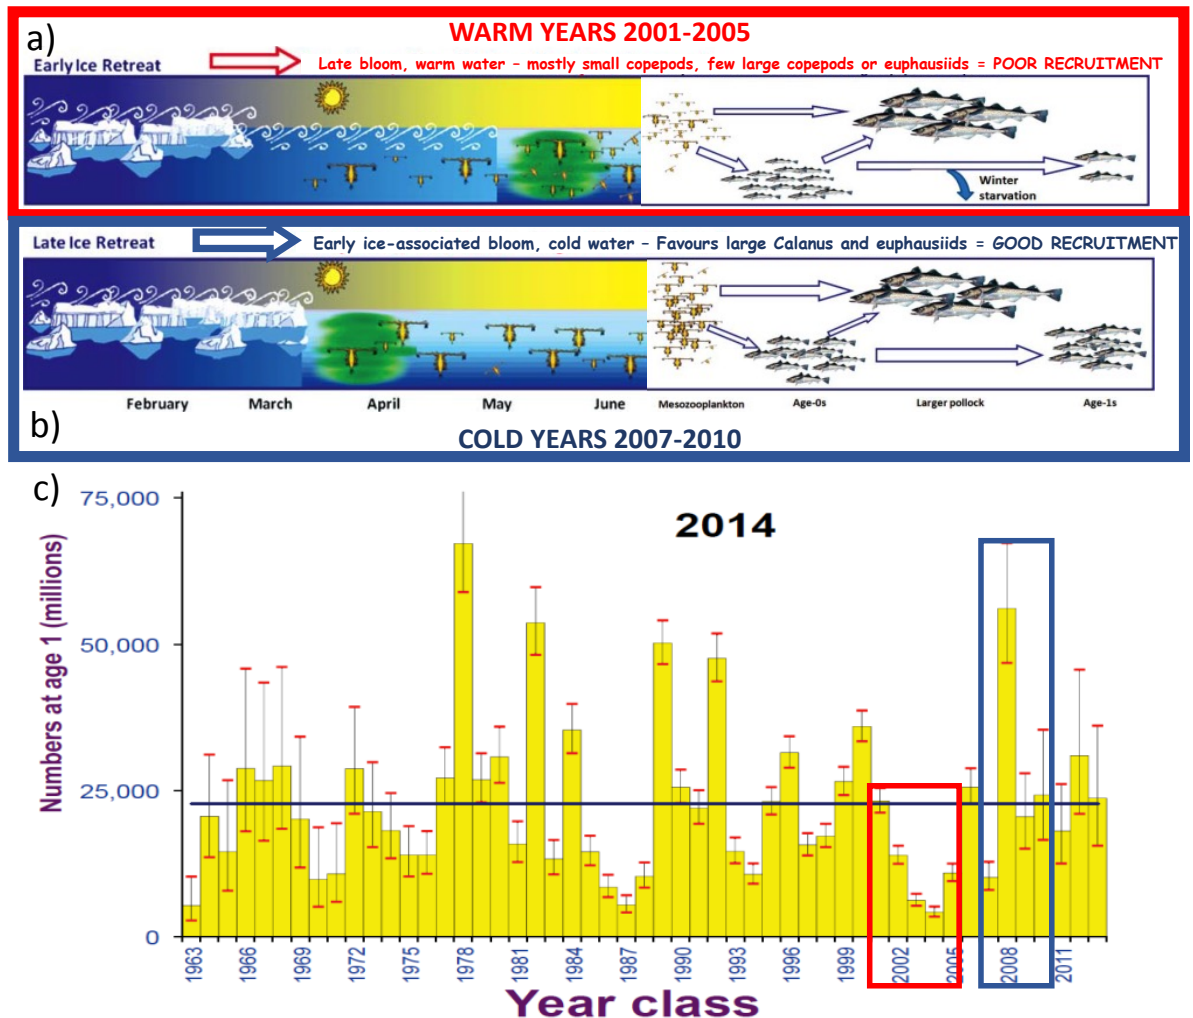 a)
WARM YEARS 2001-2005
Early Ice Retreat
Late bloom, warm water – mostly small copepods, few large copepods or euphausiids = POOR RECRUITMENT
Winter
starvation
Late Ice Retreat
Early ice-associated bloom, cold water – Favours large Calanus and euphausiids = GOOD RECRUITMENT
February March April May June Mesozooplankton Age-0s Larger pollock Age-1s
b)
COLD YEARS 2007-2010
c)
2014
Numbers at age 1 (millions)
75,000
50,000
25,000
0
1963 1966 1969 1972 1975 1978 1981 1984 1987 1990 1993 1996 1999 2002 2005 2008 2011
Year class